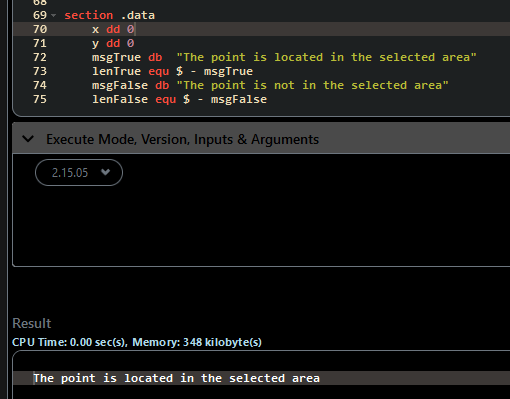 68
69 section .data
70 x dd 0
71 y dd 0
72 msgTrue db "The point is located in the selected area"
73 lenTrue equ $ - msgTrue
74 msgFalse db "The point is not in the selected area"
75 lenFalse equ $ - msgFalse
Execute Mode, Version, Inputs & Arguments
2.15.05
Result
CPU Time: 0.00 sec(s), Memory: 348 kilobyte(s)
The point is located in the selected area